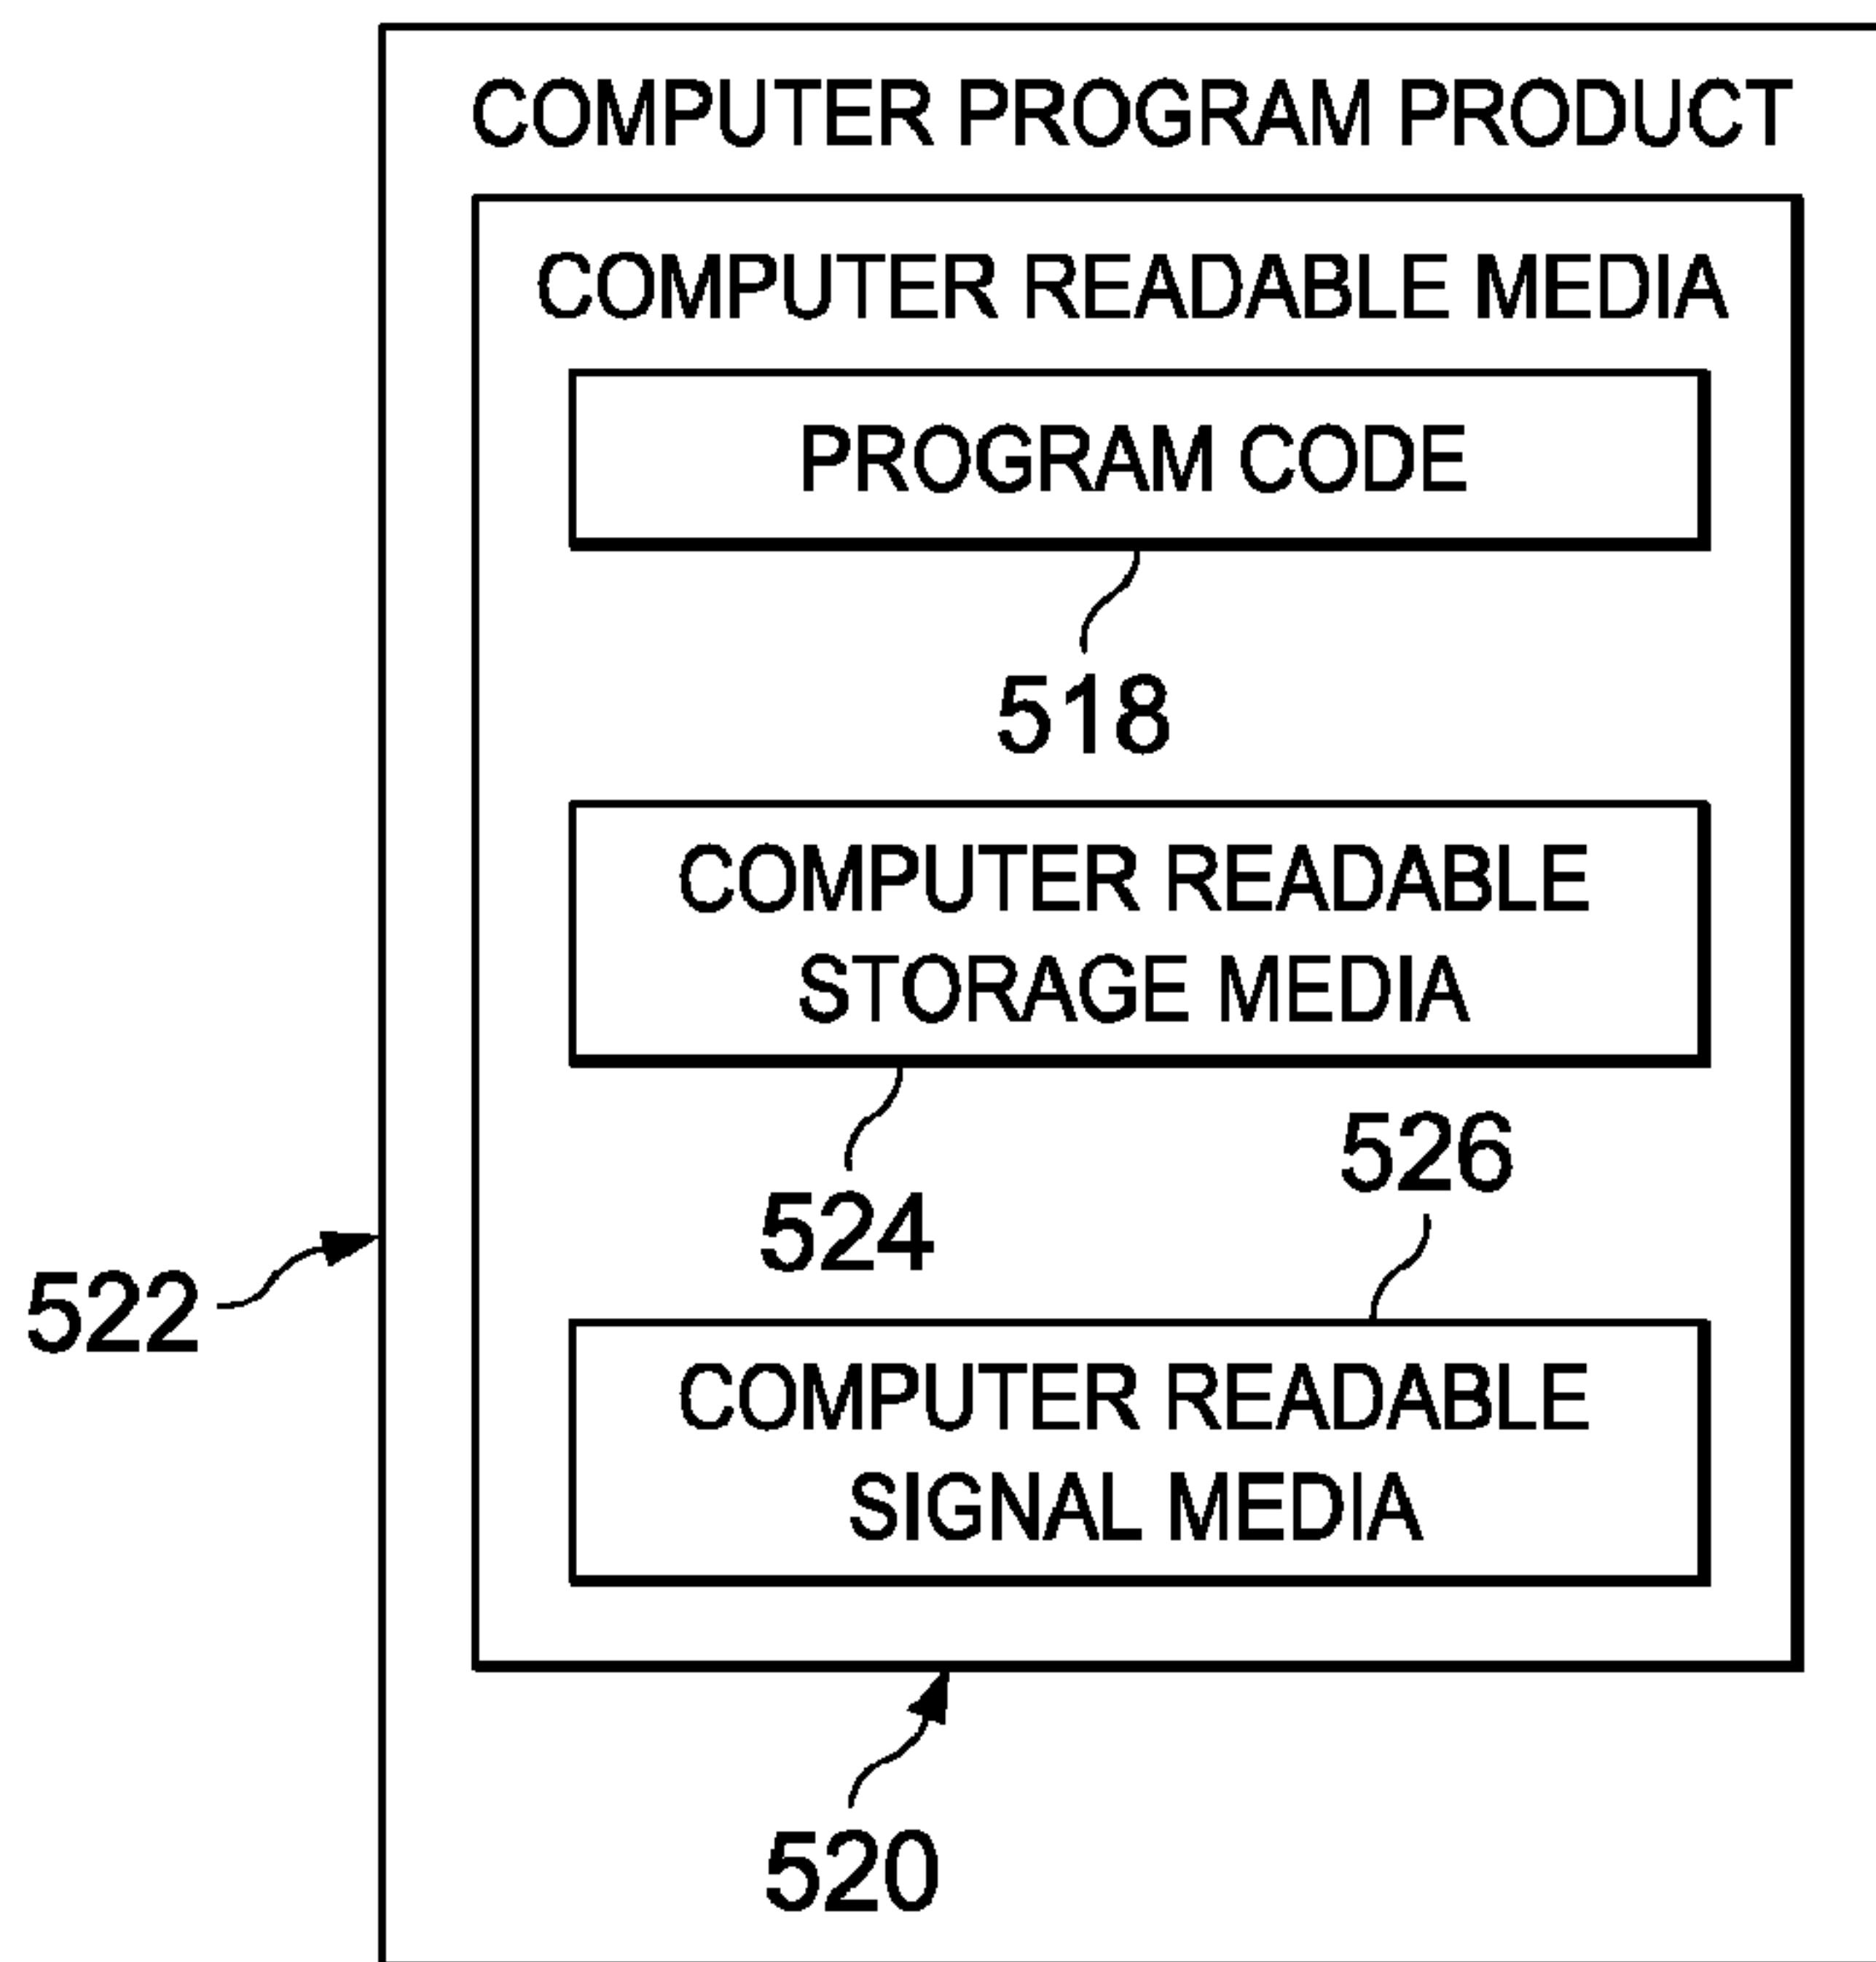 COMPUTER PROGRAM PRODUCT
COMPUTER READABLE MEDIA
PROGRAM CODE
518
COMPUTER READABLE
STORAGE MEDIA
526
524
522
COMPUTER READABLE
SIGNAL MEDIA
520